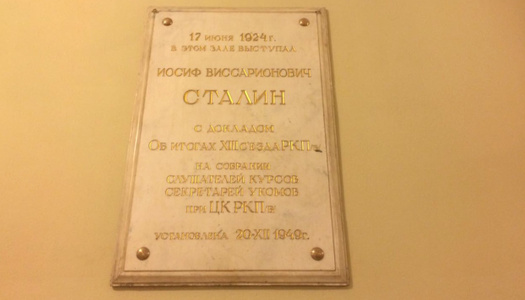 17 ИЮНЯ 1924 Г.
В ЭТОМ ЗАЛЕ ВЫСТУПАЛ
ИОСИФ ВИССАРИОНОВИЧ
СТАЛИН
С ДОКЛАДОМ
ОБ ИТОГАХ XIII СЪЕЗДА РКП(Б)
НА СОБРАНИИ
СЛУШАТЕЛЕЙ КУРСОВ
СЕКРЕТАРЕЙ УКОМОВ
ПРИ ЦК РКП(Б)
УСТАНОВЛЕНА 20-XII 1949 Г.